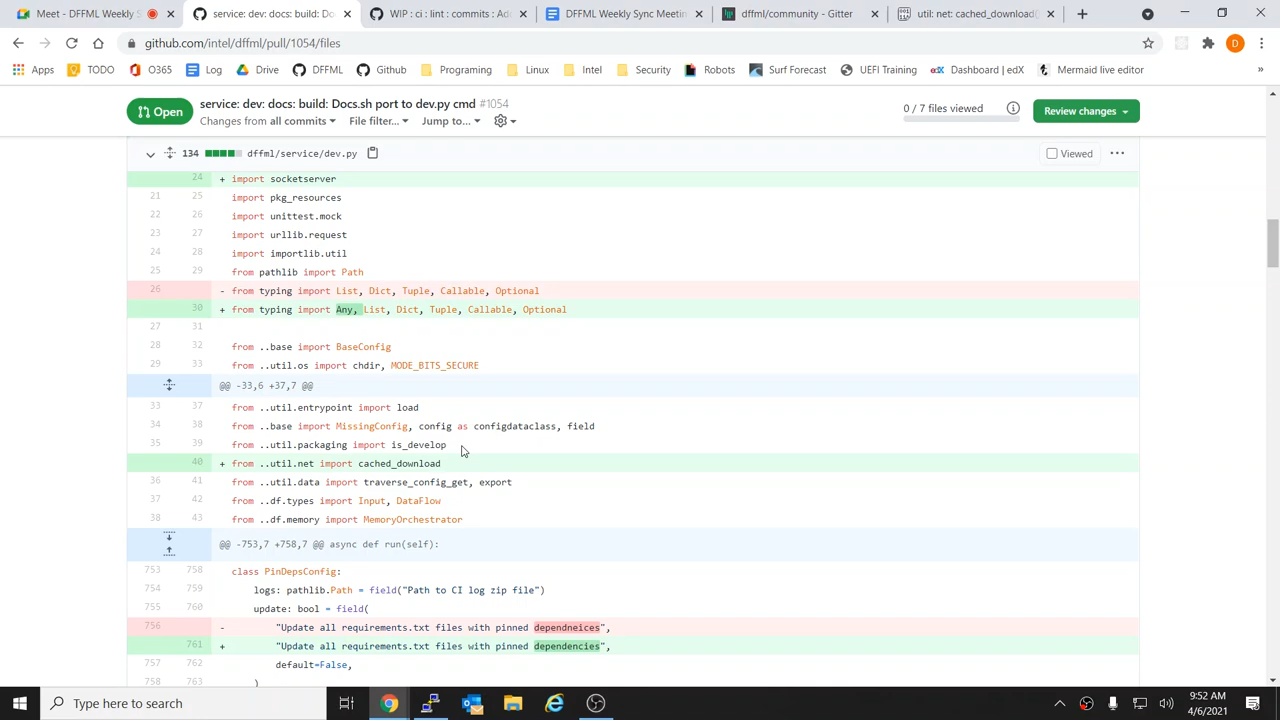 Meet - DFFML Weekly S
service: dev: docs: build: Do
WIP : ci : lint : commits : Ad
DFFML Weekly Sync Meetin
dffml/community - Gitter
util: net: cached_download(
github.com/intel/dffml/pull/1054/files
Apps TODO O365 Log Drive DFFML Github Programing Linux Intel Security Robots Surf Forecast UEFI Training Dashboard | edX Mermaid live editor »
Open
service: dev: docs: build: Docs.sh port to dev.py cmd #1054
Changes from all commits File filter... Jump to...
0 / 7 files viewed
Review changes
134 dffml/service/dev.py
Viewed
24 + import socketserver
21 25 import pkg_resources
22 26 import unittest.mock
23 27 import urllib.request
24 28 import importlib.util
25 29 from pathlib import Path
26 - from typing import List, Dict, Tuple, Callable, Optional
30 + from typing import Any, List, Dict, Tuple, Callable, Optional
27 31
28 32 from ..base import BaseConfig
29 33 from ..util.os import chdir, MODE_BITS_SECURE
@@ -33,6 +37,7 @@
33 37 from ..util.entrypoint import load
34 38 from ..base import MissingConfig, config as configdataclass, field
35 39 from ..util.packaging import is_develop
40 + from ..util.net import cached_download
36 41 from ..util.data import traverse_config_get, export
37 42 from ..df.types import Input, DataFlow
38 43 from ..df.memory import MemoryOrchestrator
@@ -753,7 +758,7 @@ async def run(self):
753 758 class PinDepsConfig:
754 759 logs: pathlib.Path = field("Path to CI log zip file")
755 760 update: bool = field(
756 - "Update all requirements.txt files with pinned dependneices",
761 + "Update all requirements.txt files with pinned dependencies",
757 762 default=False,
758 763 )
Type here to search
9:52 AM
4/6/2021